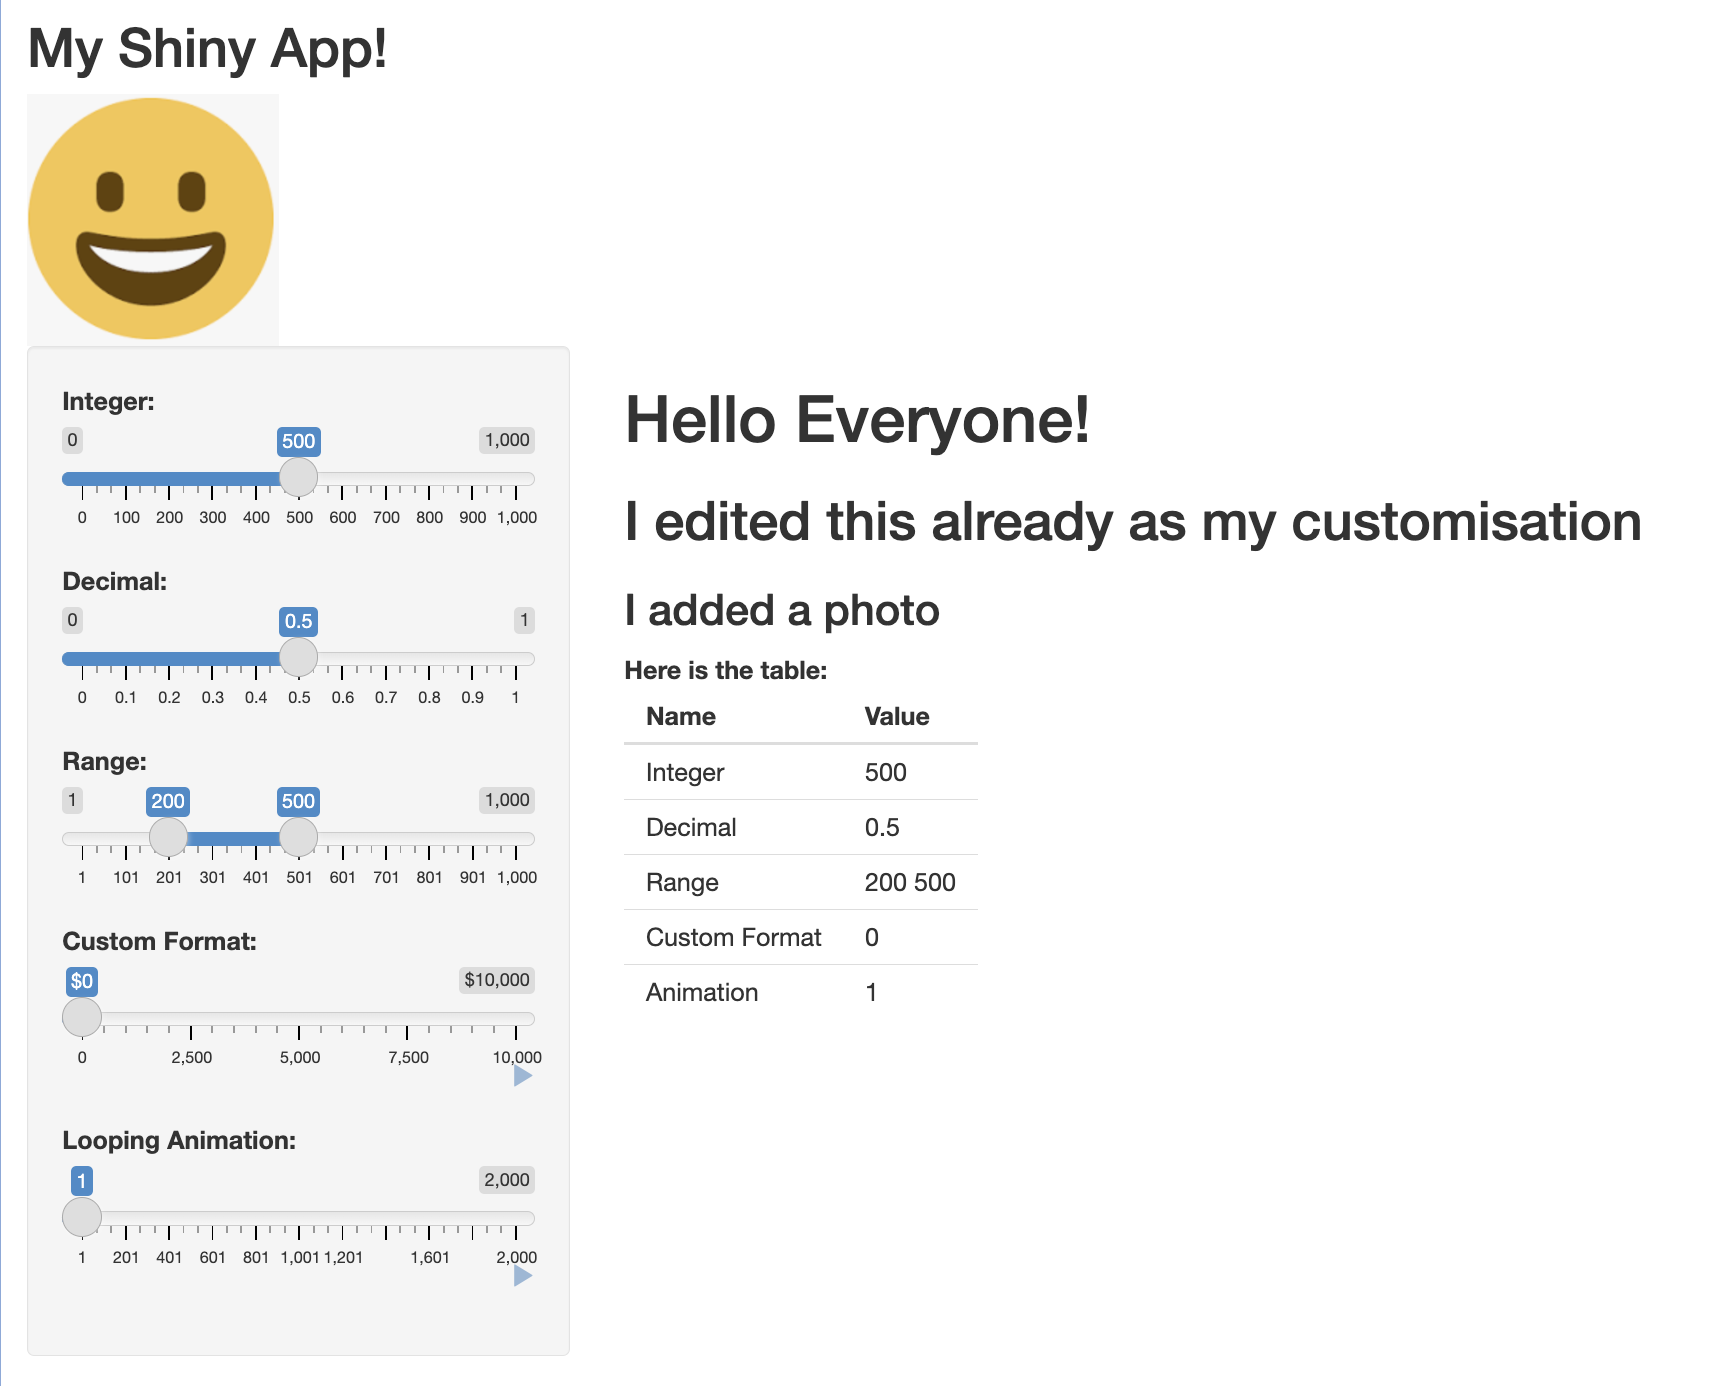 My Shiny App!
Integer:
0 500 1,000
0 100 200 300 400 500 600 700 800 900 1,000
Decimal:
0 0.5 1
0 0.1 0.2 0.3 0.4 0.5 0.6 0.7 0.8 0.9 1
Range:
1 200 500 1,000
1 101 201 301 401 501 601 701 801 901 1,000
Custom Format:
$0 $10,000
0 2,500 5,000 7,500 10,000
Looping Animation:
1 2,000
1 201 401 601 801 1,001 1,201 1,601 2,000
Hello Everyone!
I edited this already as my customisation
I added a photo
Here is the table:
Name Value
Integer 500
Decimal 0.5
Range 200 500
Custom Format 0
Animation 1